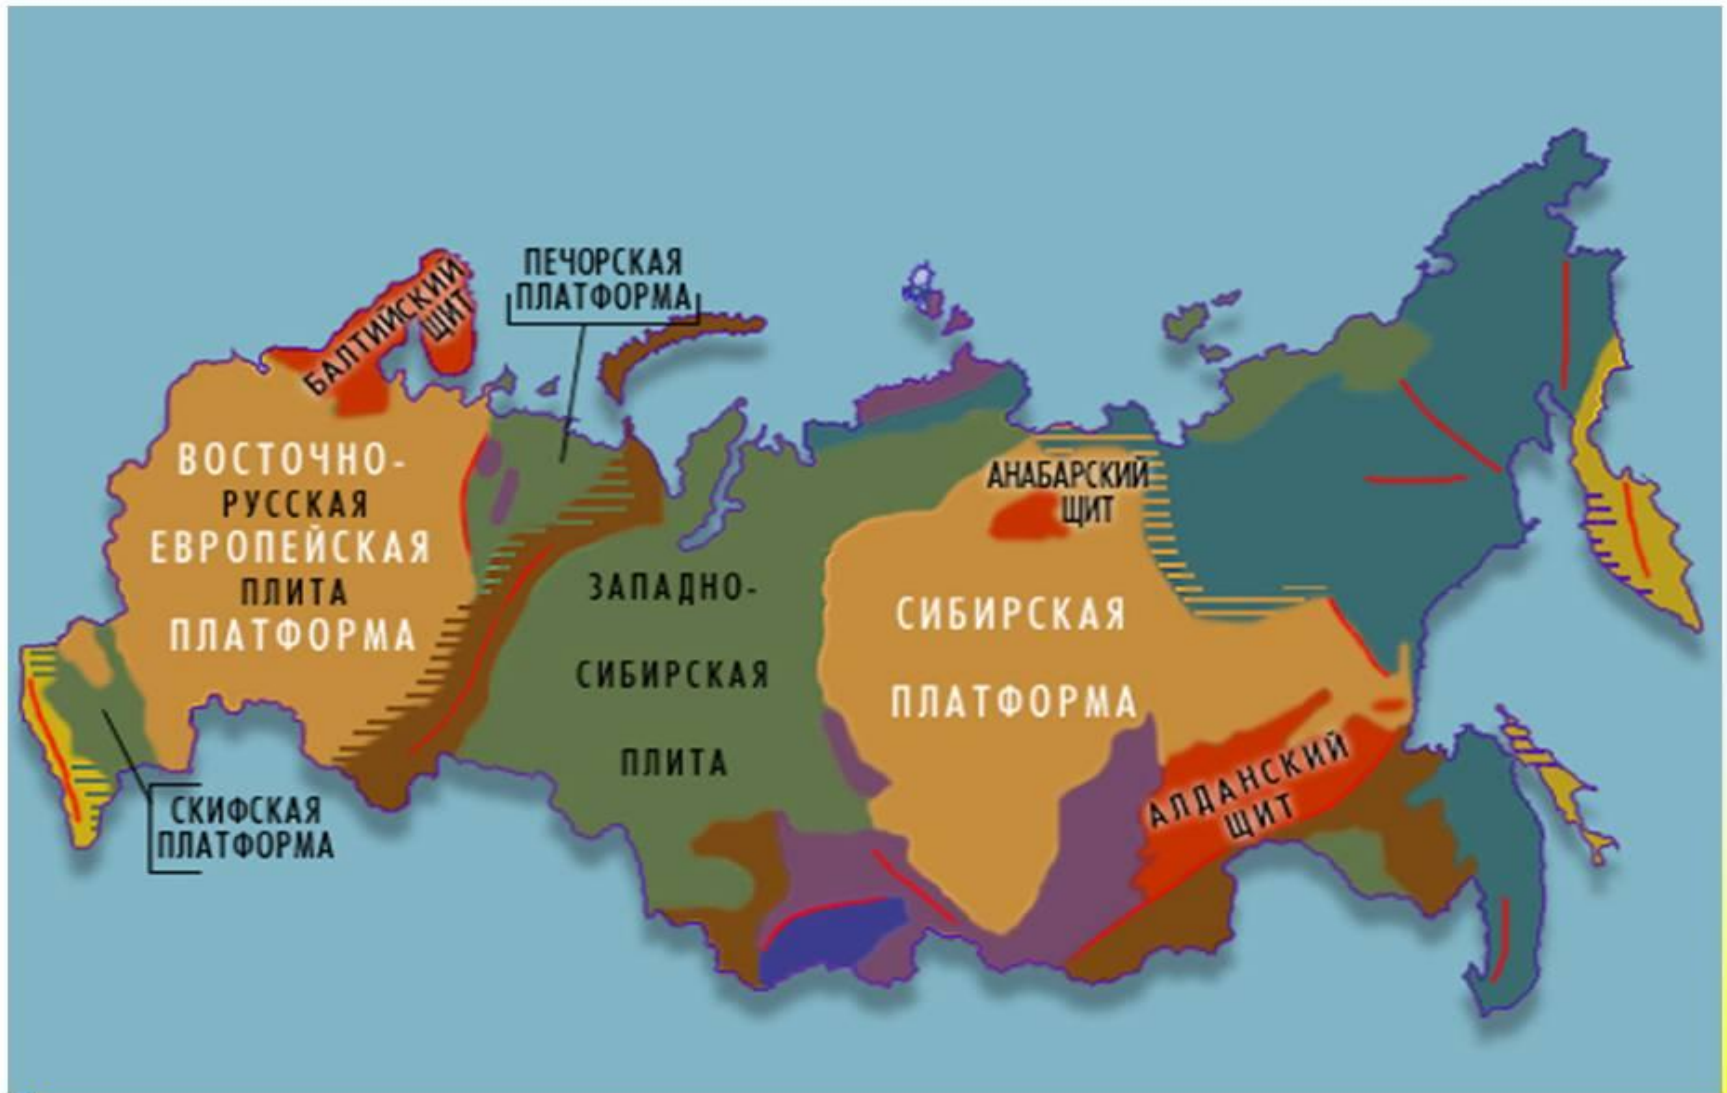 ПЕЧОРСКАЯ
ПЛАТФОРМА
БАЛТИЙСКИЙ
ЩИТ
ВОСТОЧНО-
РУССКАЯ
ЕВРОПЕЙСКАЯ
ПЛИТА
ПЛАТФОРМА
СКИФСКАЯ
ПЛАТФОРМА
ЗАПАДНО-
СИБИРСКАЯ
ПЛИТА
АНАБАРСКИЙ
ЩИТ
СИБИРСКАЯ
ПЛАТФОРМА
АЛДАНСКИЙ
ЩИТ